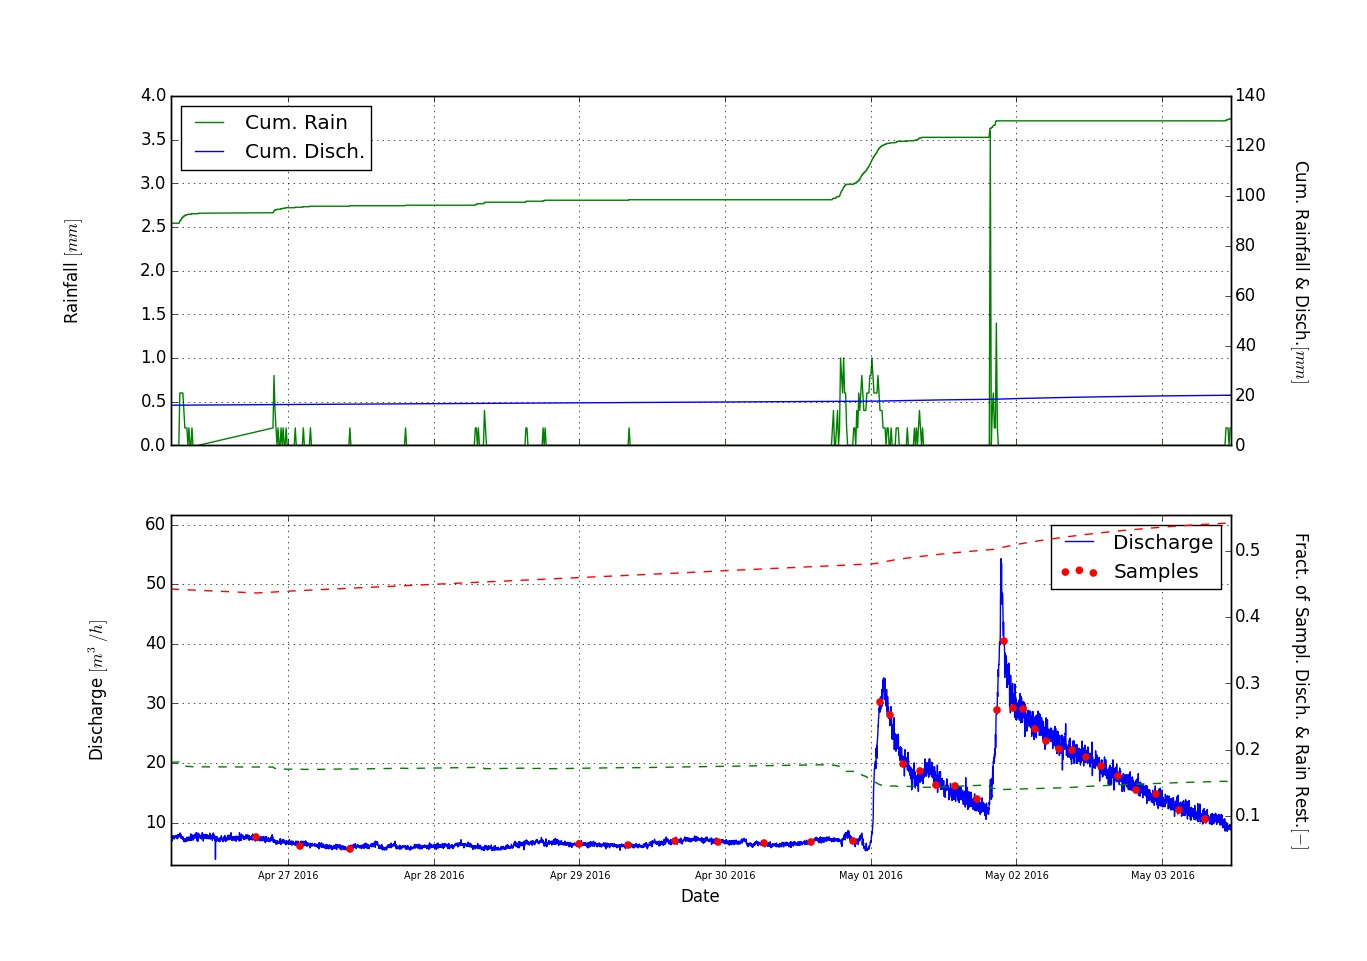 4.0
3.5
3.0
2.5
2.0
1.5
1.0
0.5
0.0
Rainfall [mm]
Cum. Rain
Cum. Disch.
140
120
100
80
60
40
20
0
Cum. Rainfall & Disch.[mm]
60
50
40
30
20
10
Discharge [m³ /h]
Discharge
Samples
0.5
0.4
0.3
0.2
0.1
Fract. of Sampl. Disch. & Rain Rest.[−]
Apr 27 2016
Apr 28 2016
Apr 29 2016
Apr 30 2016
May 01 2016
May 02 2016
May 03 2016
Date